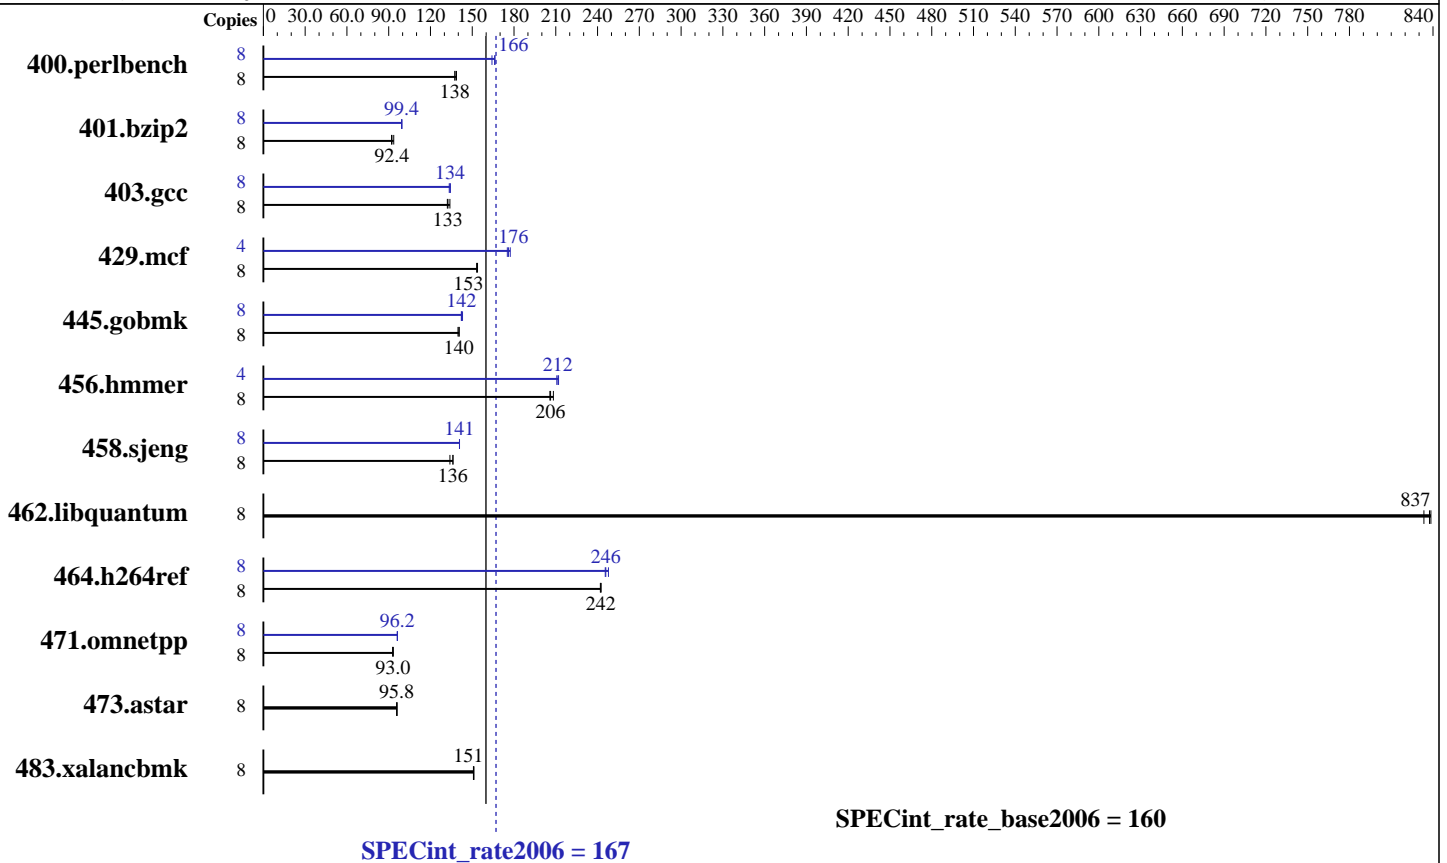 Copies 0 30.0 60.0 90.0 120 150 180 210 240 270 300 330 360 390 420 450 480 510 540 570 600 630 660 690 720 750 780 840
400.perlbench 8 166
8 138
401.bzip2 8 99.4
8 92.4
403.gcc 8 134
8 133
429.mcf 4 176
8 153
445.gobmk 8 142
8 140
456.hmmer 4 212
8 206
458.sjeng 8 141
8 136
462.libquantum 8 837
464.h264ref 8 246
8 242
471.omnetpp 8 96.2
8 93.0
473.astar 8 95.8
483.xalancbmk 8 151
SPECint_rate_base2006 = 160
SPECint_rate2006 = 167